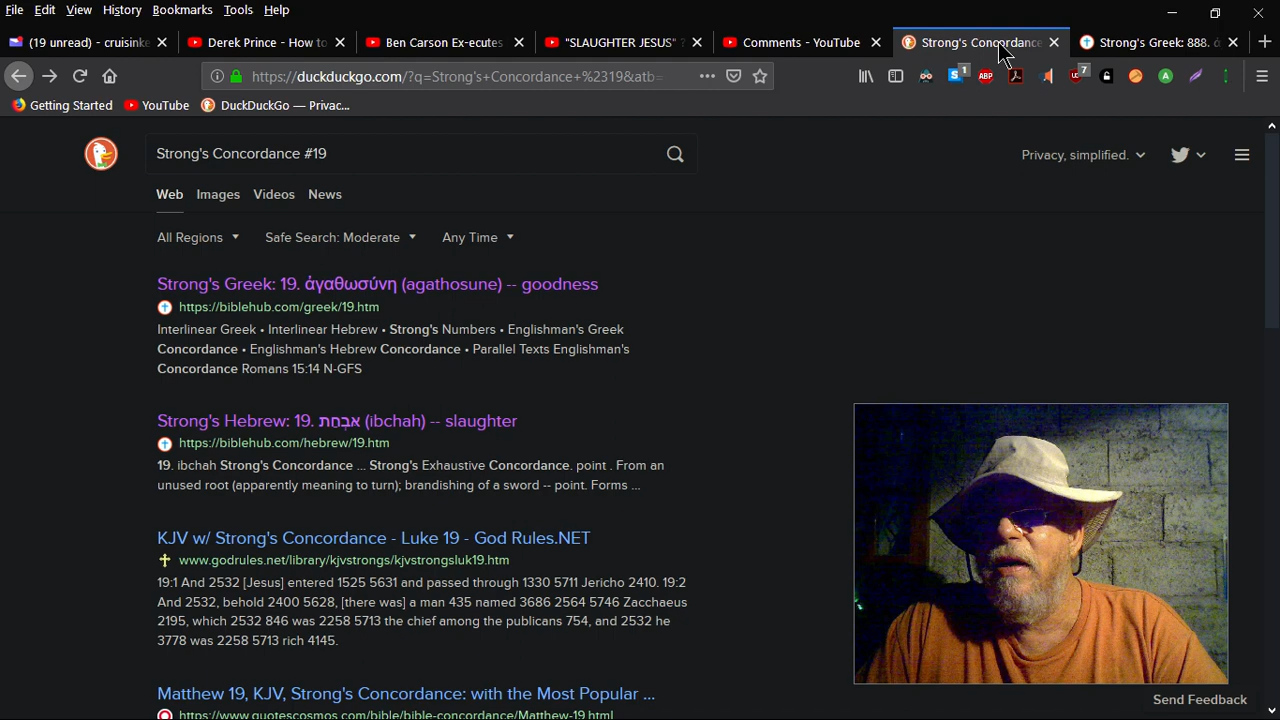 File Edit View History Bookmarks Tools Help
(19 unread) - cruisinke
Derek Prince - How to
Ben Carson Ex-ecutes
"SLAUGHTER JESUS" ?
Comments - YouTube
Strong's Concordance
Strong's Greek: 888.
https://duckduckgo.com/?q=Strong's+Concordance+%2319&atb=
1
ABP
7
A
Getting Started YouTube DuckDuckGo — Privac...
Strong's Concordance #19
Privacy, simplified.
Web Images Videos News
All Regions Safe Search: Moderate Any Time
Strong's Greek: 19. ἀγαθωσύνη (agathosune) -- goodness
https://biblehub.com/greek/19.htm
Interlinear Greek • Interlinear Hebrew • Strong's Numbers • Englishman's Greek
Concordance • Englishman's Hebrew Concordance • Parallel Texts Englishman's
Concordance Romans 15:14 N-GFS
Strong's Hebrew: 19. אִבְחַת (ibchah) -- slaughter
https://biblehub.com/hebrew/19.htm
19. ibchah Strong's Concordance ... Strong's Exhaustive Concordance. point . From an
unused root (apparently meaning to turn); brandishing of a sword -- point. Forms ...
KJV w/ Strong's Concordance - Luke 19 - God Rules.NET
www.godrules.net/library/kjvstrongs/kjvstrongsluk19.htm
19:1 And 2532 [Jesus] entered 1525 5631 and passed through 1330 5711 Jericho 2410. 19:2
And 2532, behold 2400 5628, [there was] a man 435 named 3686 2564 5746 Zacchaeus
2195, which 2532 846 was 2258 5713 the chief among the publicans 754, and 2532 he
3778 was 2258 5713 rich 4145.
Matthew 19, KJV, Strong's Concordance: with the Most Popular ...
https://www.quotescosmos.com/bible/bible-concordance/Matthew-19.html
Send Feedback